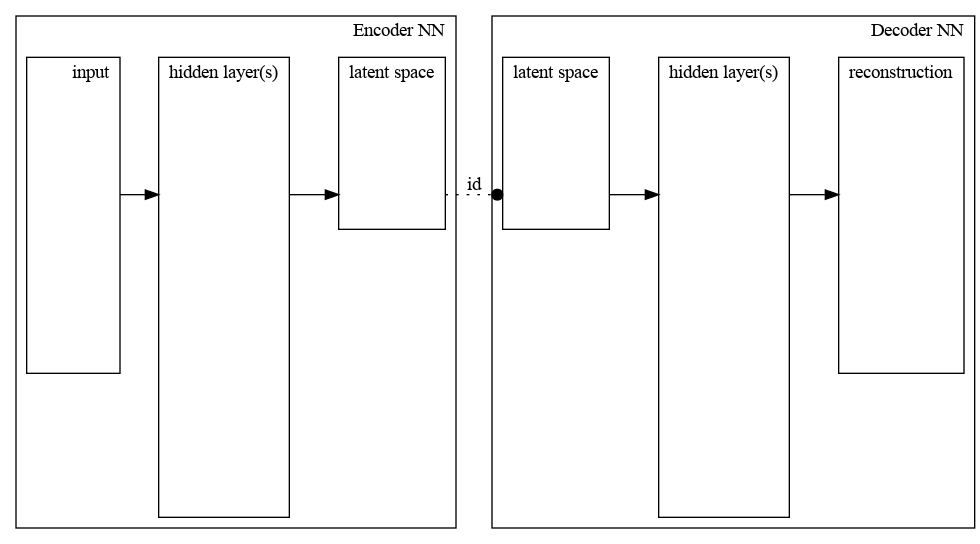 Encoder NN
input
hidden layer(s)
latent space
id
Decoder NN
latent space
hidden layer(s)
reconstruction